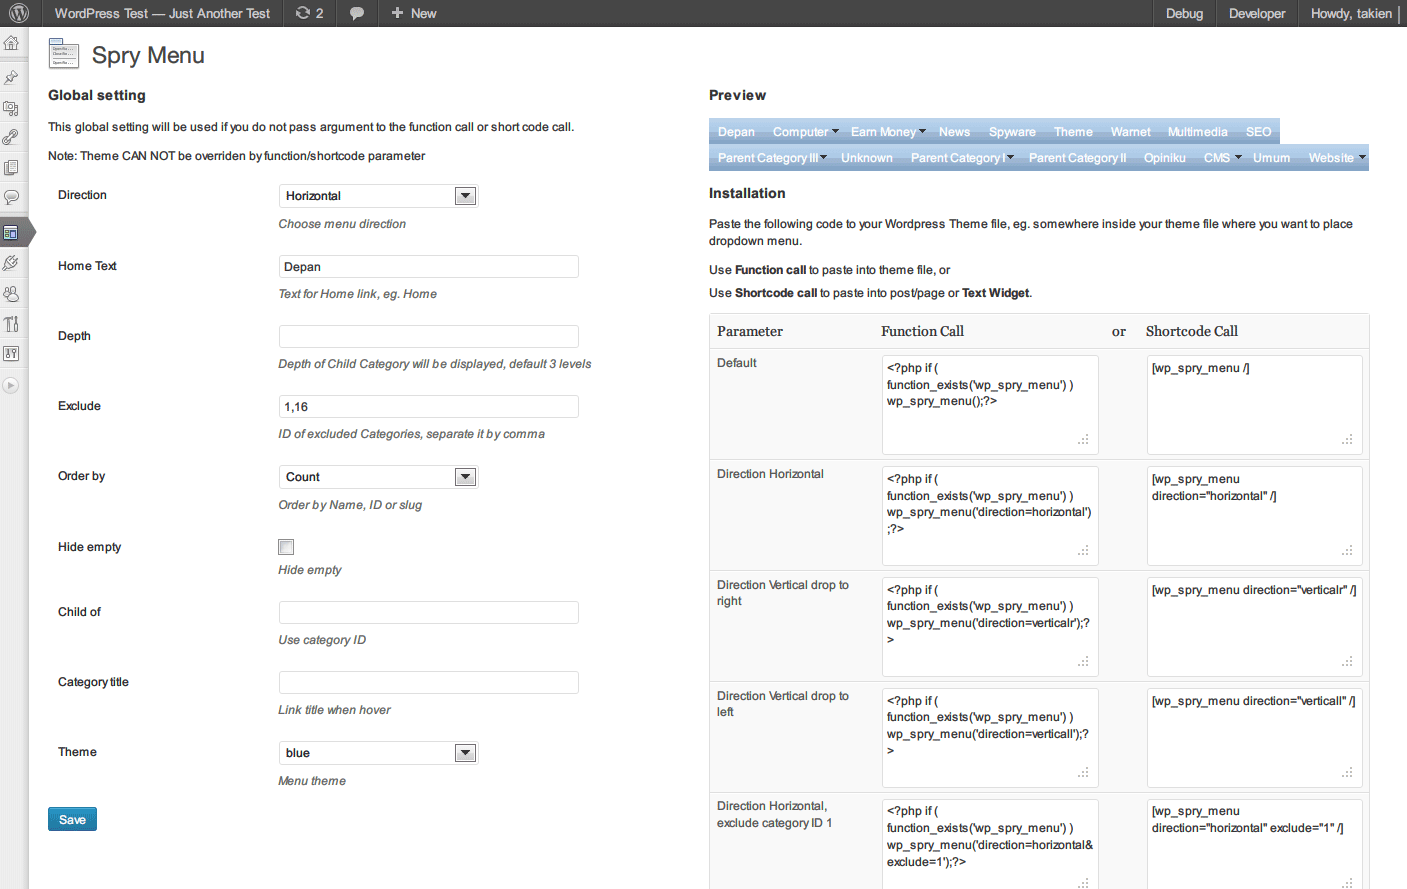 WordPress Test — Just Another Test
2
New
Debug
Developer
Howdy, takien
Spry Menu
Global setting
This global setting will be used if you do not pass argument to the function call or short code call.
Note: Theme CAN NOT be overriden by function/shortcode parameter
Direction
Horizontal
Choose menu direction
Home Text
Depan
Text for Home link, eg. Home
Depth
Depth of Child Category will be displayed, default 3 levels
Exclude
1,16
ID of excluded Categories, separate it by comma
Order by
Count
Order by Name, ID or slug
Hide empty
Hide empty
Child of
Use category ID
Category title
Link title when hover
Theme
blue
Menu theme
Save
Preview
Depan Computer Earn Money News Spyware Theme Warnet Multimedia SEO
Parent Category III Unknown Parent Category I Parent Category II Opiniku CMS Umum Website
Installation
Paste the following code to your Wordpress Theme file, eg. somewhere inside your theme file where you want to place
dropdown menu.
Use Function call to paste into theme file, or
Use Shortcode call to paste into post/page or Text Widget.
Parameter Function Call or Shortcode Call
Default
<?php if (
function_exists('wp_spry_menu') )
wp_spry_menu();?>
[wp_spry_menu /]
Direction Horizontal
<?php if (
function_exists('wp_spry_menu') )
wp_spry_menu('direction=horizontal')
;?>
[wp_spry_menu
direction="horizontal" /]
Direction Vertical drop to
right
<?php if (
function_exists('wp_spry_menu') )
wp_spry_menu('direction=verticalr');?
>
[wp_spry_menu direction="verticalr" /]
Direction Vertical drop to
left
<?php if (
function_exists('wp_spry_menu') )
wp_spry_menu('direction=verticall');?
>
[wp_spry_menu direction="verticall" /]
Direction Horizontal,
exclude category ID 1
<?php if (
function_exists('wp_spry_menu') )
wp_spry_menu('direction=horizontal&
exclude=1');?>
[wp_spry_menu
direction="horizontal" exclude="1" /]